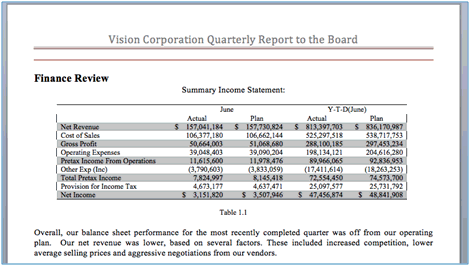 Vision Corporation Quarterly Report to the Board
Finance Review
Summary Income Statement:
June Y-T-D(June)
Actual Plan Actual Plan
Net Revenue $ 157,041,184 $ 157,730,824 $ 813,397,703 $ 836,170,987
Cost of Sales 106,377,180 106,662,144 525,297,518 538,717,753
Gross Profit 50,664,003 51,068,680 288,100,185 297,453,234
Operating Expenses 39,048,403 39,090,204 198,134,121 204,616,280
Pretax Income From Operations 11,615,600 11,978,476 89,966,065 92,836,953
Other Exp (Inc) (3,790,603) (3,833,059) (17,411,614) (18,263,253)
Total Pretax Income 7,824,997 8,145,418 72,554,450 74,573,700
Provision for Income Tax 4,673,177 4,637,471 25,097,577 25,731,792
Net Income $ 3,151,820 $ 3,507,946 $ 47,456,874 $ 48,841,908
Table 1.1
Overall, our balance sheet performance for the most recently completed quarter was off from our operating
plan. Our net revenue was lower, based on several factors. These included increased competition, lower
average selling prices and aggressive negotiations from our vendors.